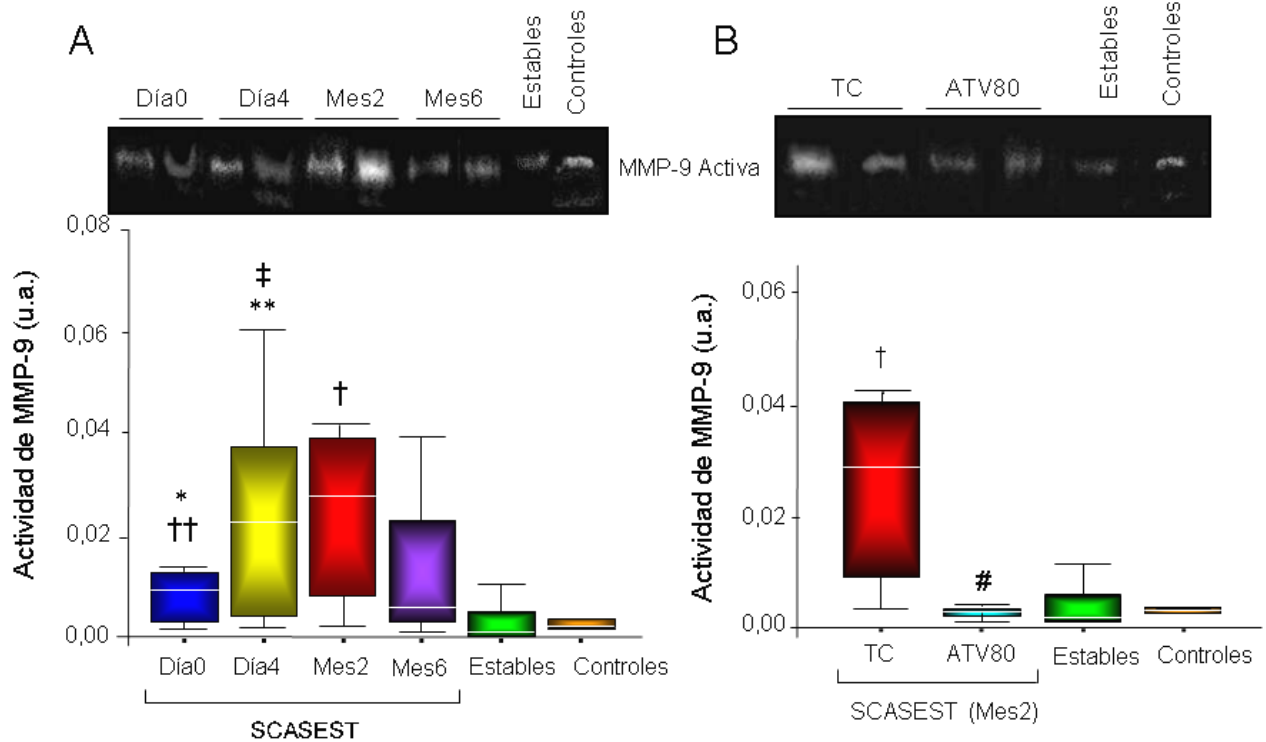 A
Día0 Día4 Mes2 Mes6 Estables Controles
MMP-9 Activa
0,08
0,06
0,04
0,02
0,00
Actividad de MMP-9 (u.a.)
‡
**
†
*
††
Día0 Día4 Mes2 Mes6 Estables Controles
SCASEST
B
TC ATV80 Estables Controles
0,06
0,04
0,02
0,00
Actividad de MMP-9 (u.a.)
†
#
TC ATV80 Estables Controles
SCASEST (Mes2)